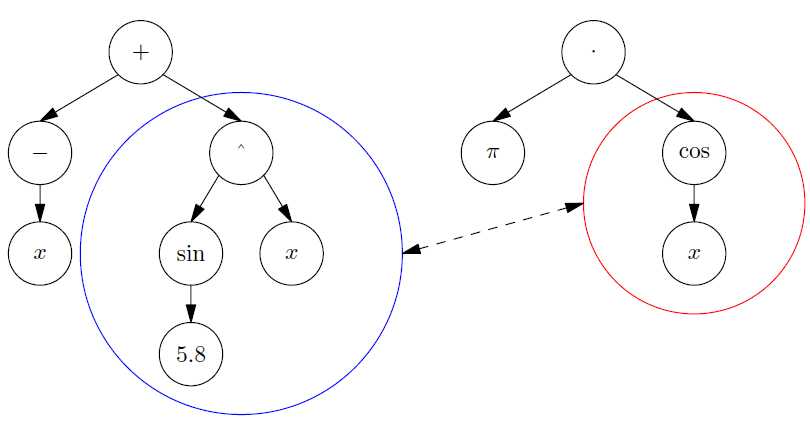 +
·
−
^
π
cos
x
sin
x
x
5.8